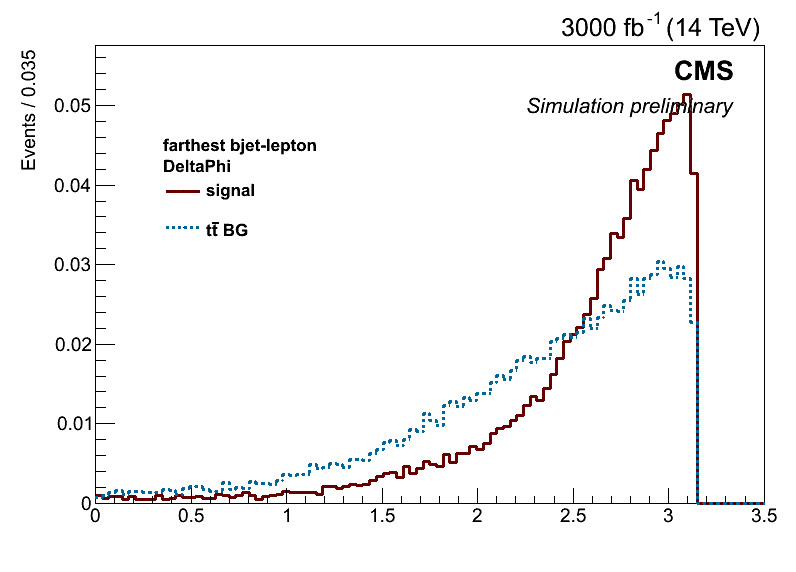 3000 fb⁻¹ (14 TeV)
CMS
Simulation preliminary
Events / 0.035
farthest bjet-lepton
DeltaPhi
signal
tt̄ BG
0.05
0.04
0.03
0.02
0.01
0
0 0.5 1 1.5 2 2.5 3 3.5